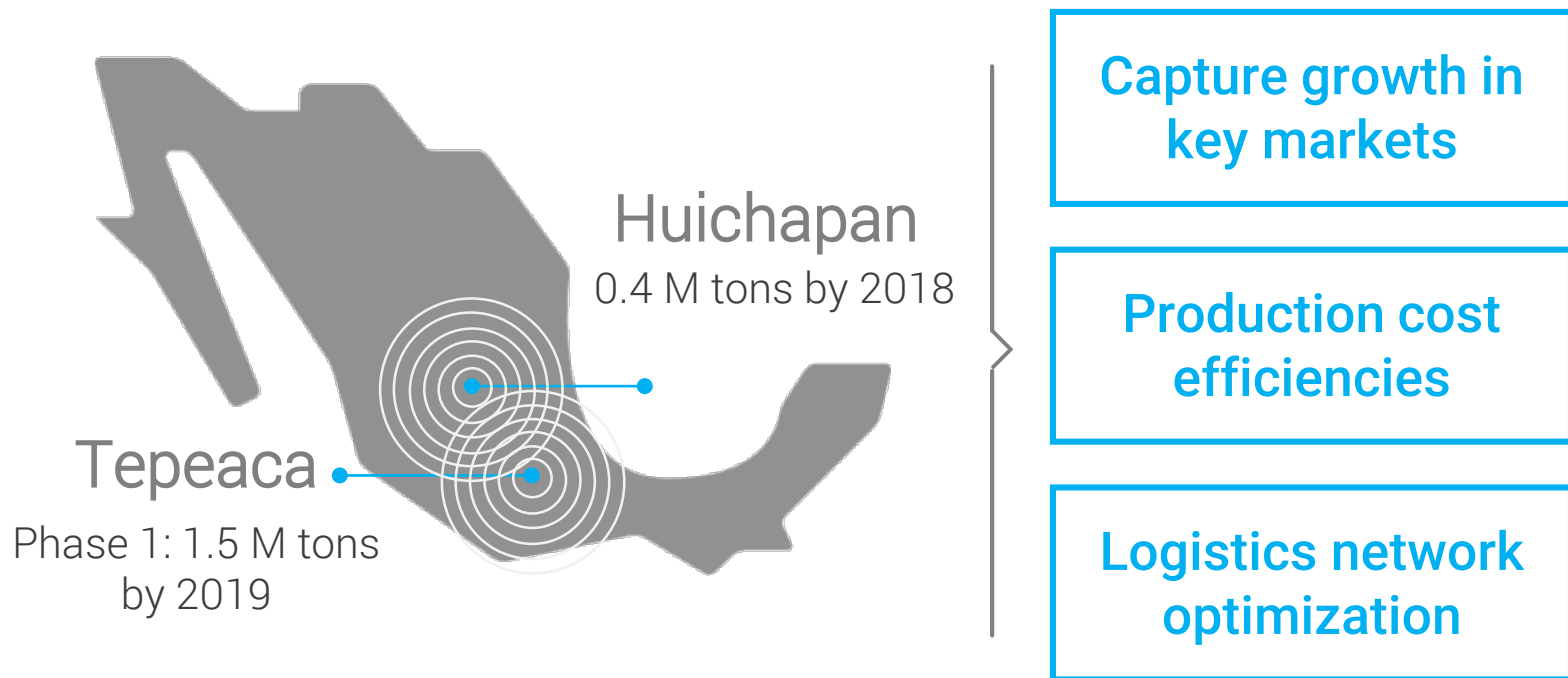 Huichapan
0.4 M tons by 2018
Tepeaca
Phase 1: 1.5 M tons
by 2019
Capture growth in
key markets
Production cost
efficiencies
Logistics network
optimization